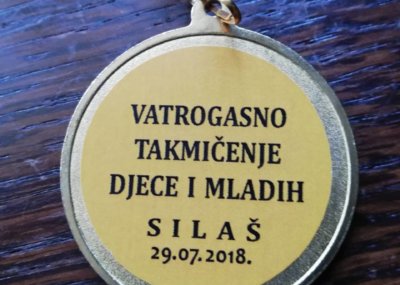 VATROGASNO
TAKMIČENJE
DJECE I MLADIH
SILAŠ
29.07.2018.